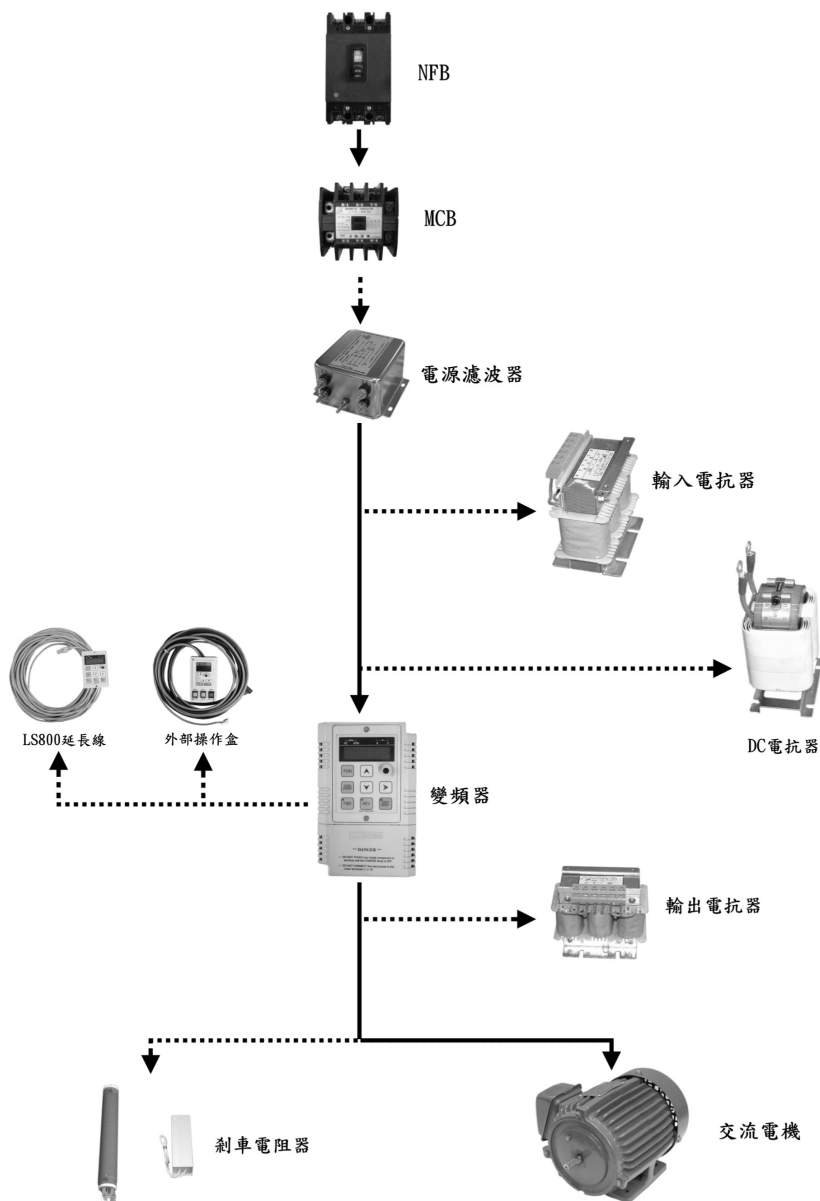 NFB
MCB
電源濾波器
輸入電抗器
DC電抗器
LS800延長線
外部操作盒
變頻器
** DANGER **
輸出電抗器
剎車電阻器
交流電機